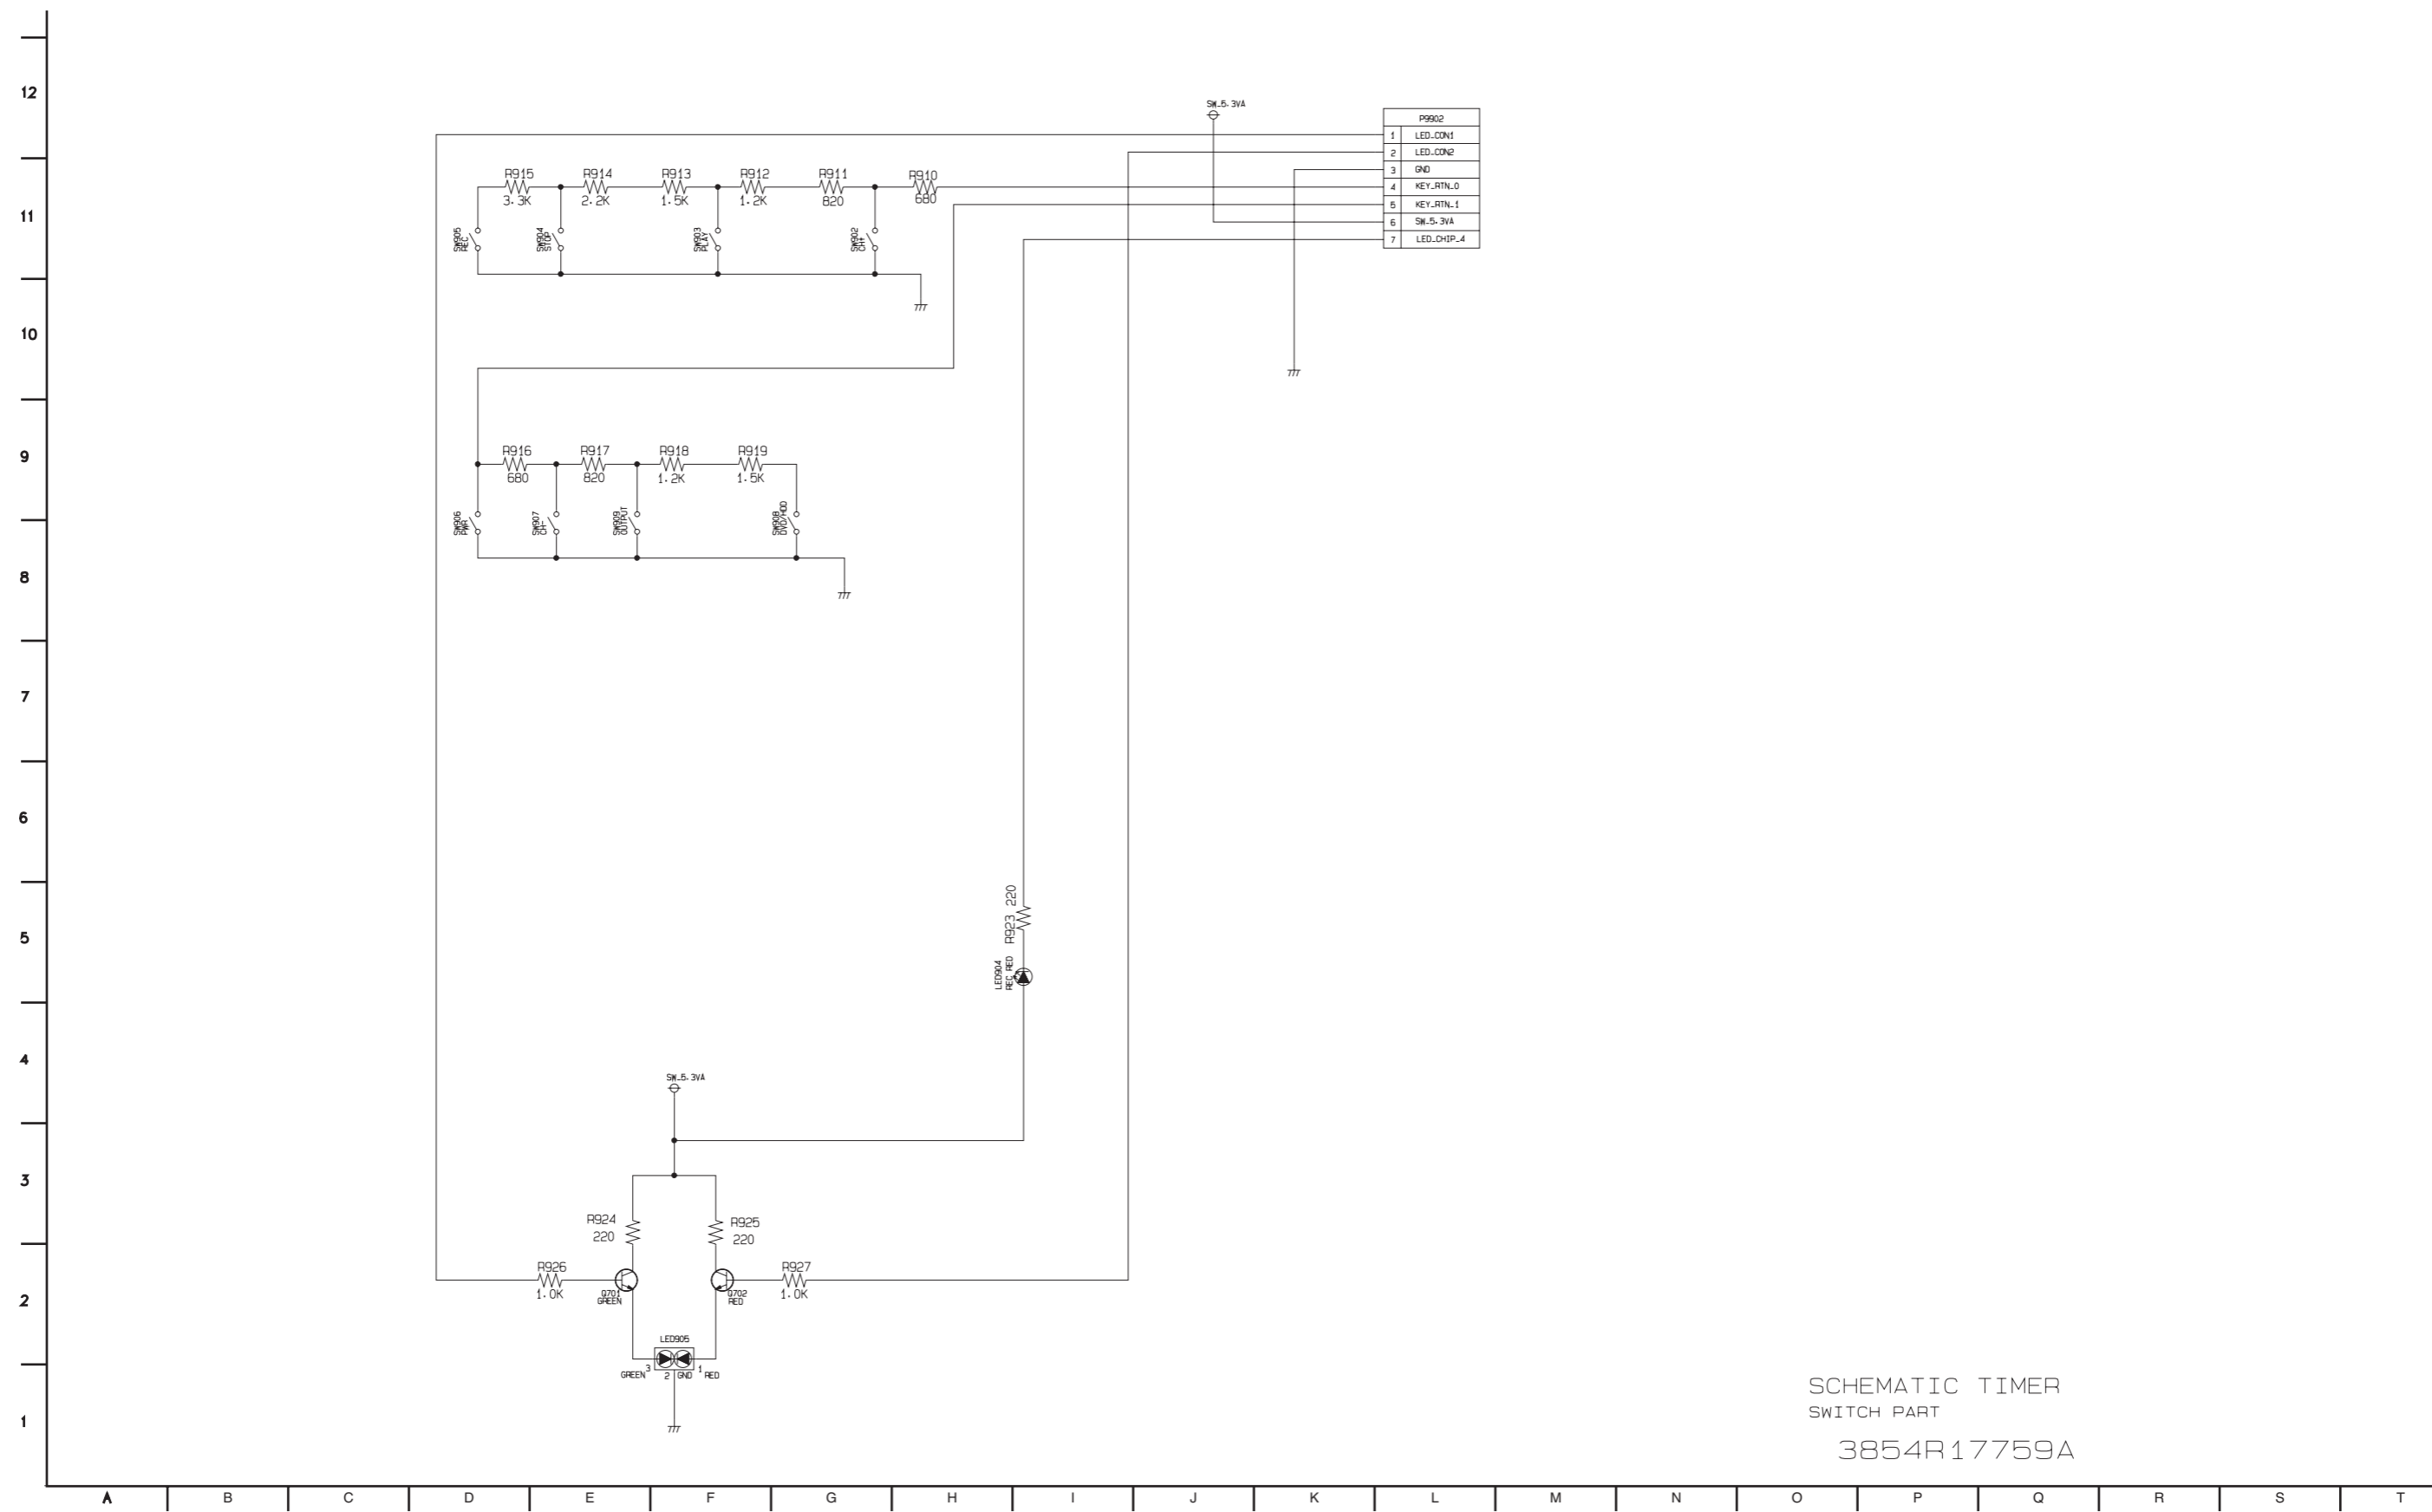 12
11
10
9
8
7
6
5
4
3
2
1
SW_5.3VA
P9902
1 LED_CON1
2 LED_CON2
3 GND
4 KEY_RTN_0
5 KEY_RTN_1
6 SW_5.3VA
7 LED_CHIP_4
R915 R914 R913 R912 R911 R910
3.3K 2.2K 1.5K 1.2K 820 680
SW905 REC
SW904 STOP
SW903 PLAY
SW902 CH+
R916 R917 R918 R919
680 820 1.2K 1.5K
SW906 PWR
SW907 CH-
SW909 OUTPUT
SW908 DVD/HDD
R923 220
LED904
REC RED
SW_5.3VA
R924
220
R925
220
R926
1.0K
R927
1.0K
Q701
GREEN
Q702
RED
LED905
GREEN 3 2 GND 1 RED
SCHEMATIC TIMER
SWITCH PART
3854R17759A
A B C D E F G H I J K L M N O P Q R S T